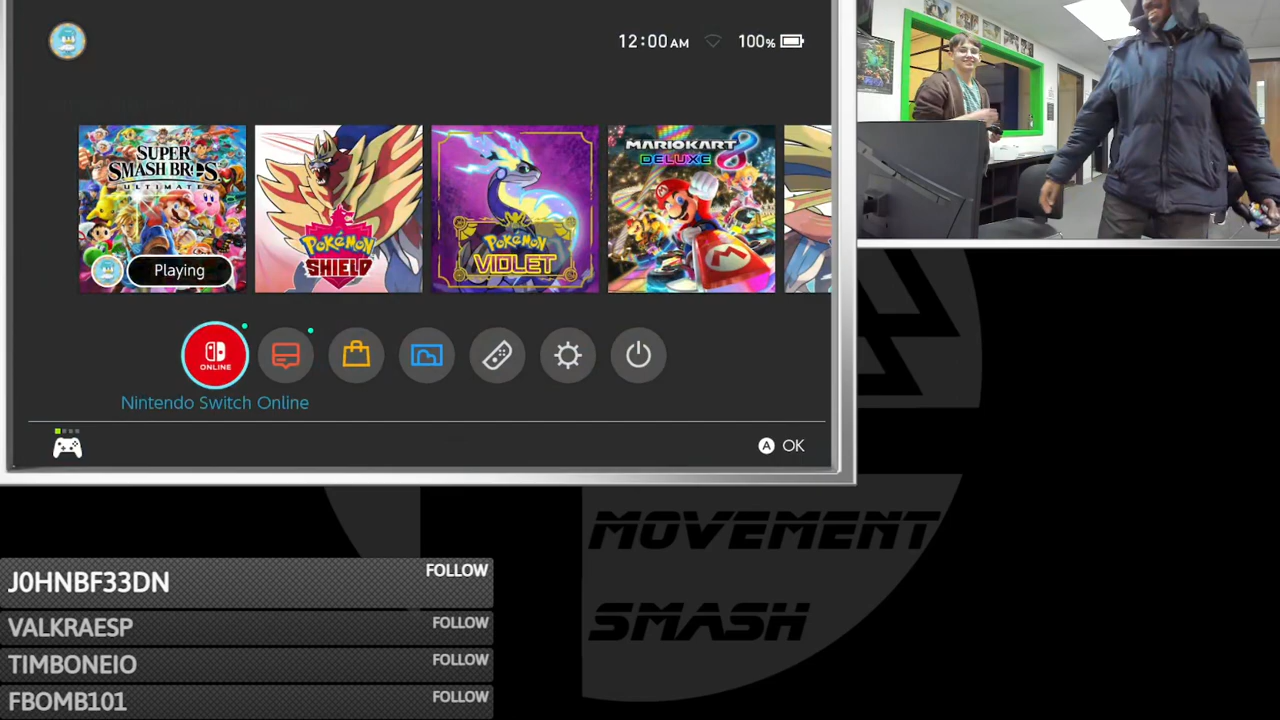 12:00 AM 100%
SUPER
SMASH BROS.
ULTIMATE
Playing
POKÉMON
SHIELD
POKÉMON
VIOLET
MARIOKART 8
DELUXE
ONLINE
Nintendo Switch Online
A OK
MOVEMENT
SMASH
J0HNBF33DN FOLLOW
VALKRAESP FOLLOW
TIMBONEIO FOLLOW
FBOMB101 FOLLOW